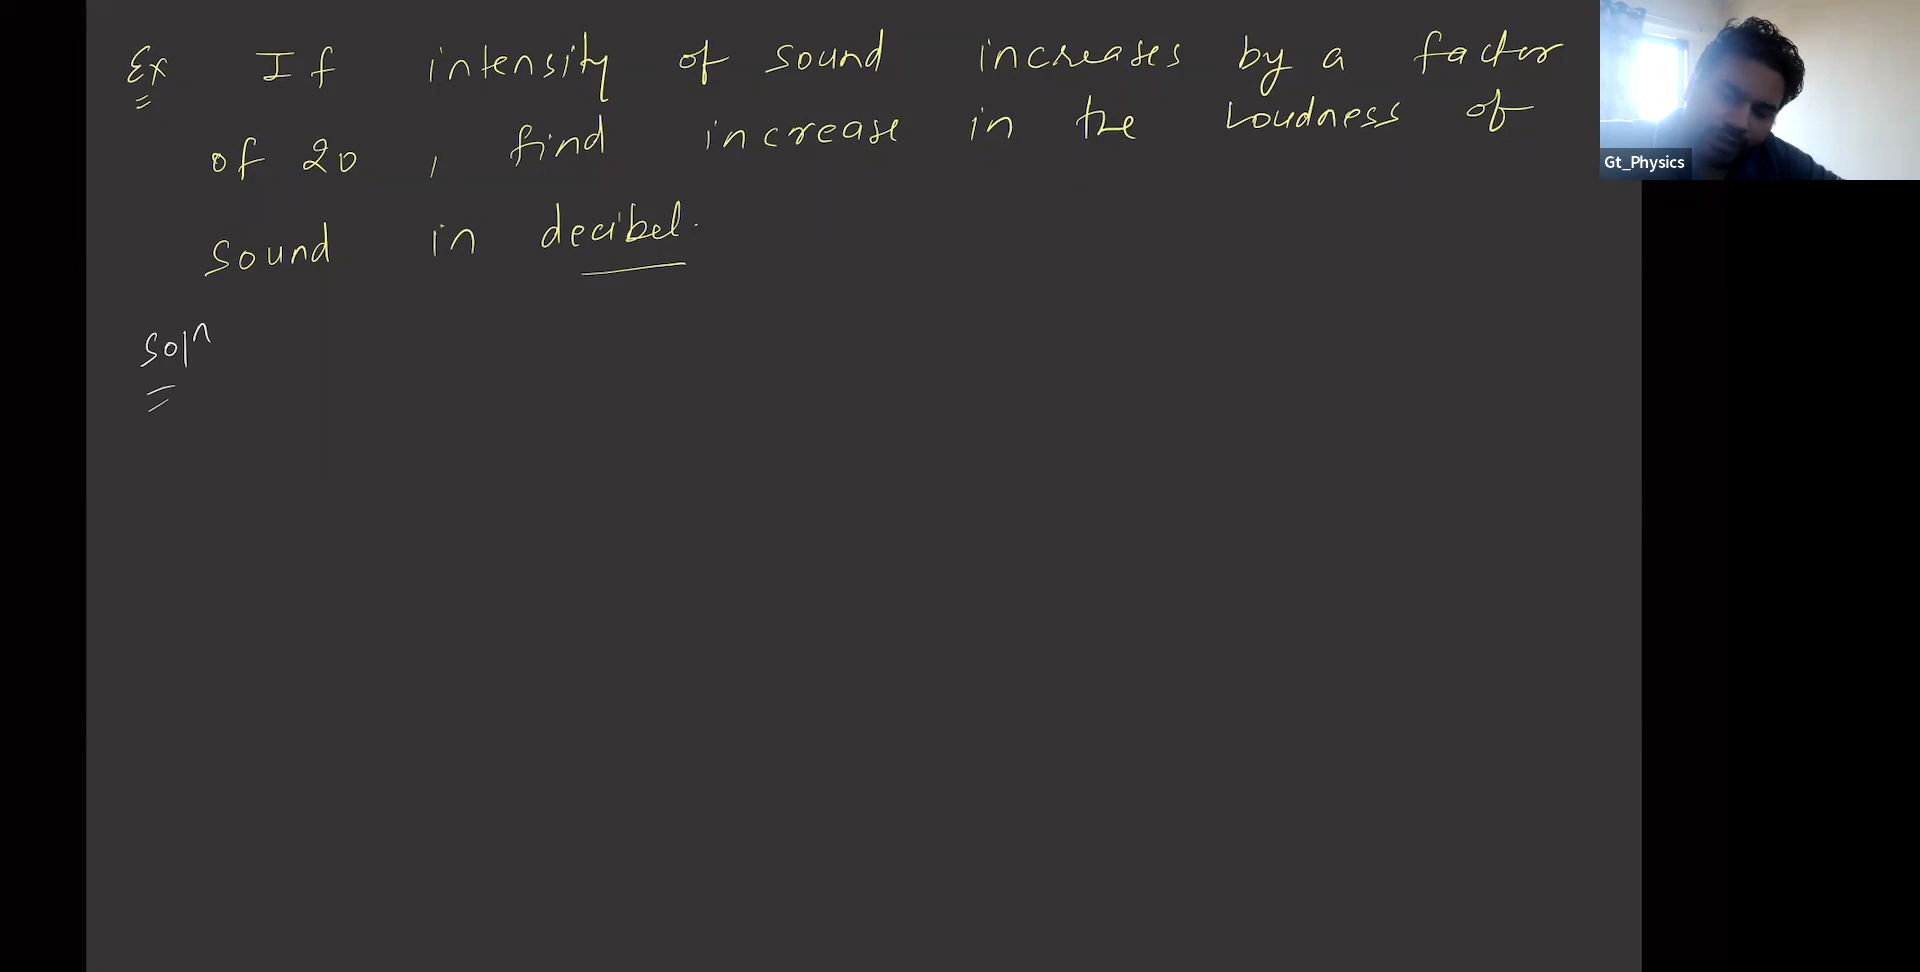 Ex If intensity of sound increases by a factor
of 20, find increase in the Loudness of
sound in decibel.
Solⁿ
Gt_Physics